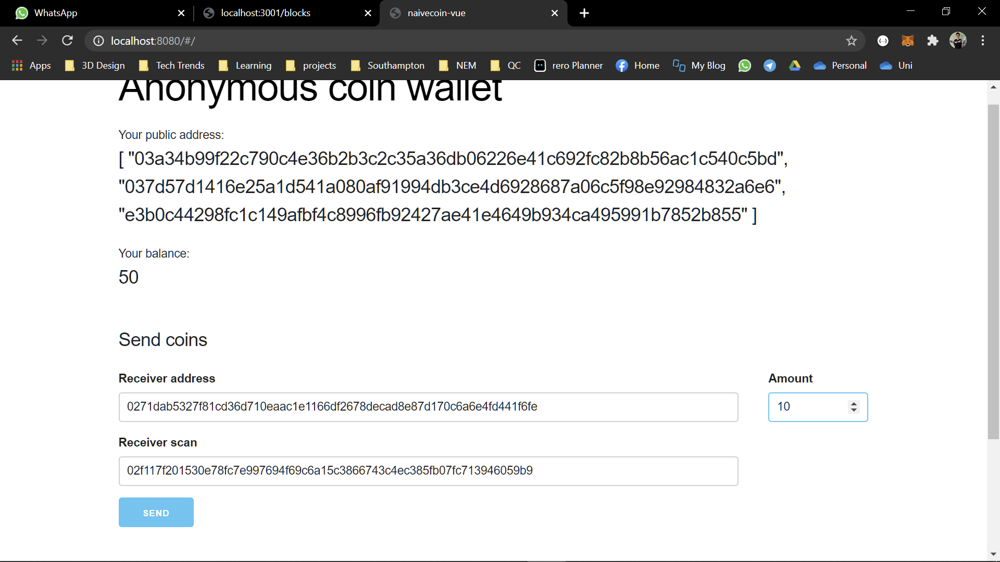 WhatsApp
localhost:3001/blocks
naivecoin-vue
localhost:8080/#/
Apps 3D Design Tech Trends Learning projects Southampton NEM QC rero Planner Home My Blog Personal Uni
Anonymous coin wallet
Your public address:
[ "03a34b99f22c790c4e36b2b3c2c35a36db06226e41c692fc82b8b56ac1c540c5bd",
"037d57d1416e25a1d541a080af91994db3ce4d6928687a06c5f98e92984832a6e6",
"e3b0c44298fc1c149afbf4c8996fb92427ae41e4649b934ca495991b7852b855" ]
Your balance:
50
Send coins
Receiver address
0271dab5327f81cd36d710eaac1e1166df2678decad8e87d170c6a6e4fd441f6fe
Amount
10
Receiver scan
02f117f201530e78fc7e997694f69c6a15c3866743c4ec385fb07fc713946059b9
SEND